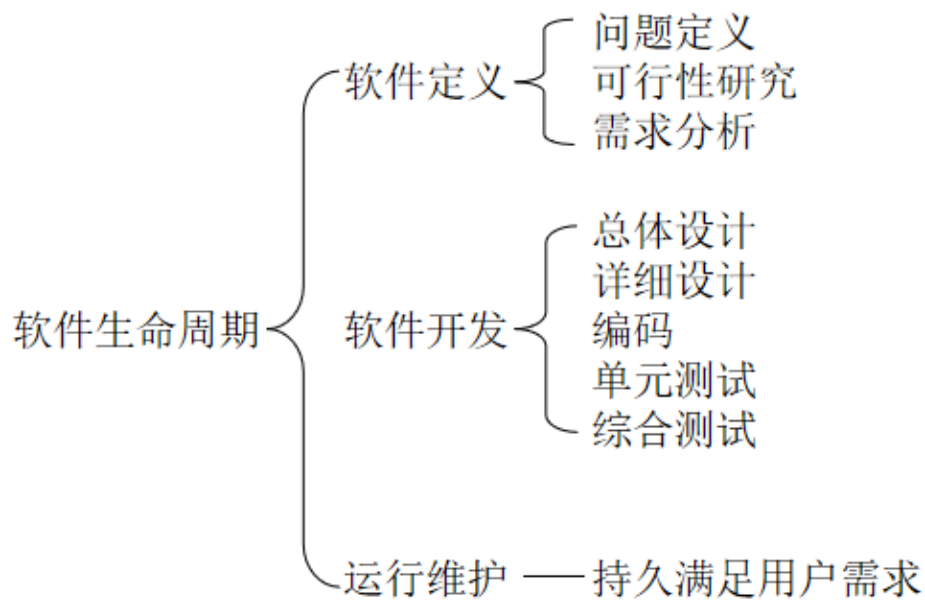 软件生命周期
软件定义
问题定义
可行性研究
需求分析
软件开发
总体设计
详细设计
编码
单元测试
综合测试
运行维护
持久满足用户需求